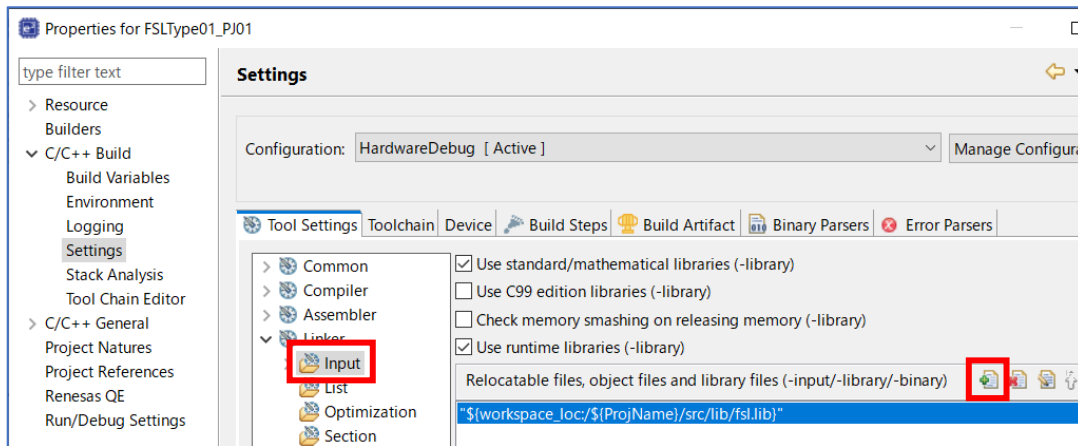 Properties for FSLType01_PJ01
type filter text
Resource
Builders
C/C++ Build
Build Variables
Environment
Logging
Settings
Stack Analysis
Tool Chain Editor
C/C++ General
Project Natures
Project References
Renesas QE
Run/Debug Settings
Settings
Configuration: HardwareDebug [ Active ] Manage Configura
Tool Settings Toolchain Device Build Steps Build Artifact Binary Parsers Error Parsers
Common
Compiler
Assembler
Linker
Input
List
Optimization
Section
Use standard/mathematical libraries (-library)
Use C99 edition libraries (-library)
Check memory smashing on releasing memory (-library)
Use runtime libraries (-library)
Relocatable files, object files and library files (-input/-library/-binary)
"${workspace_loc:/${ProjName}/src/lib/fsl.lib}"